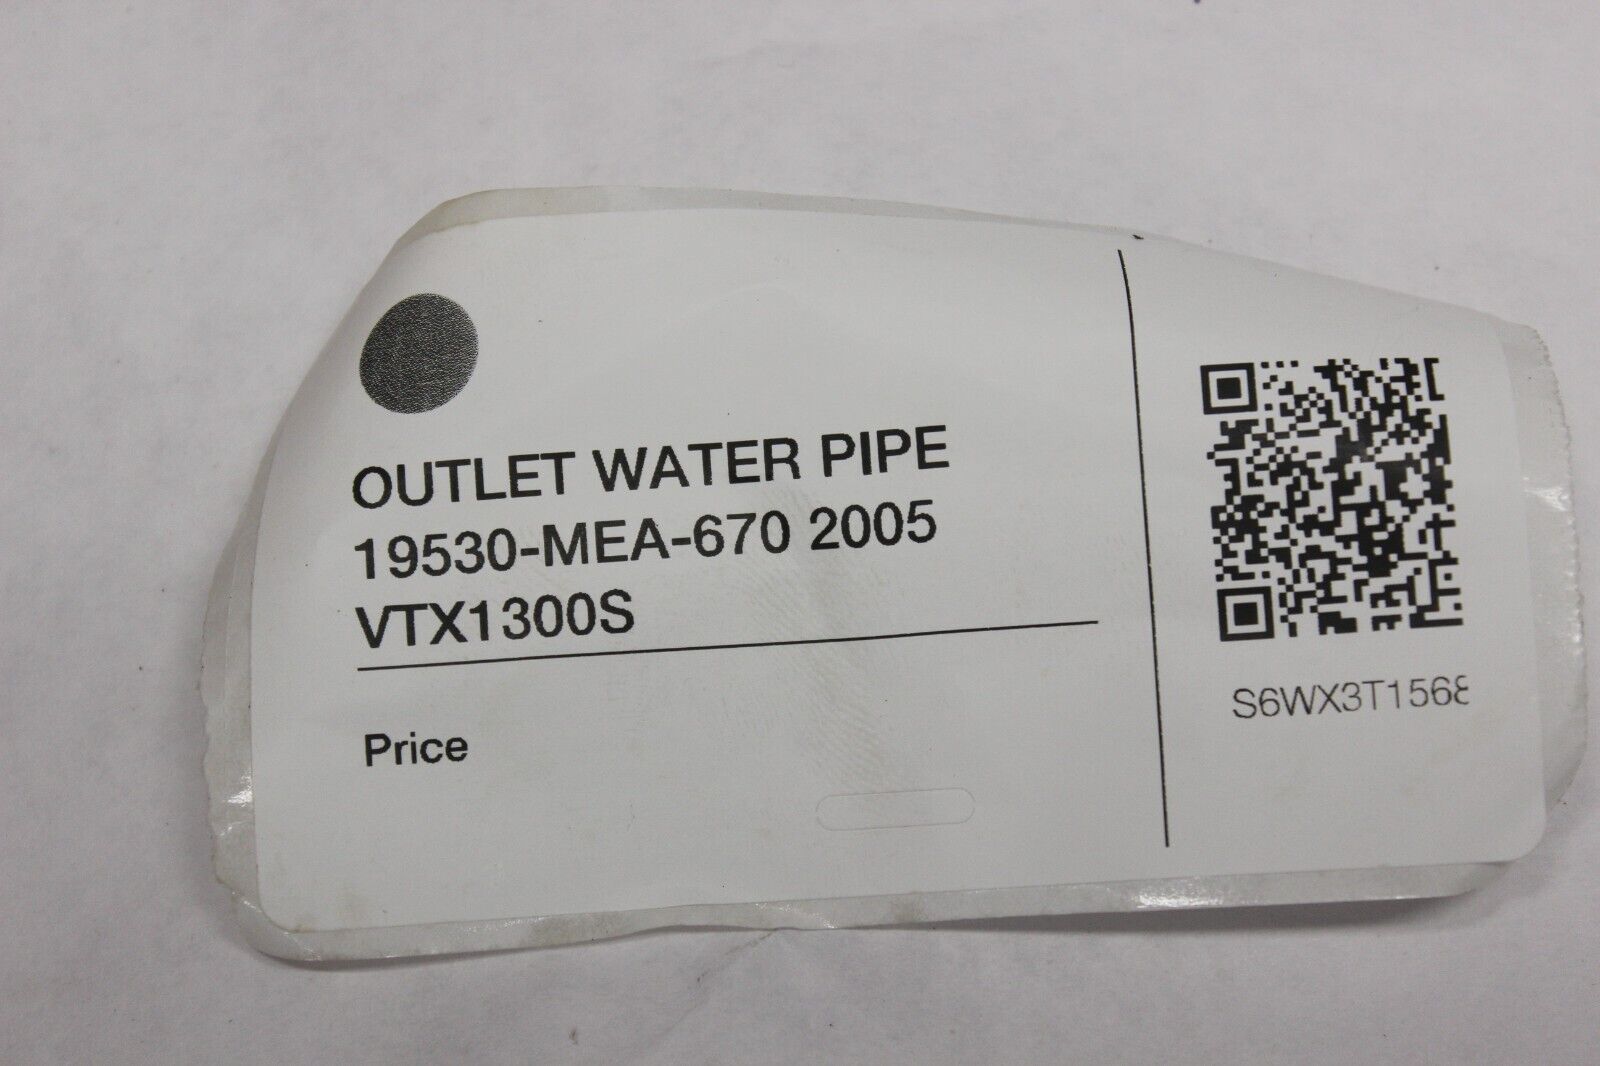 OUTLET WATER PIPE
19530-MEA-670 2005
VTX1300S
Price
S6WX3T1568